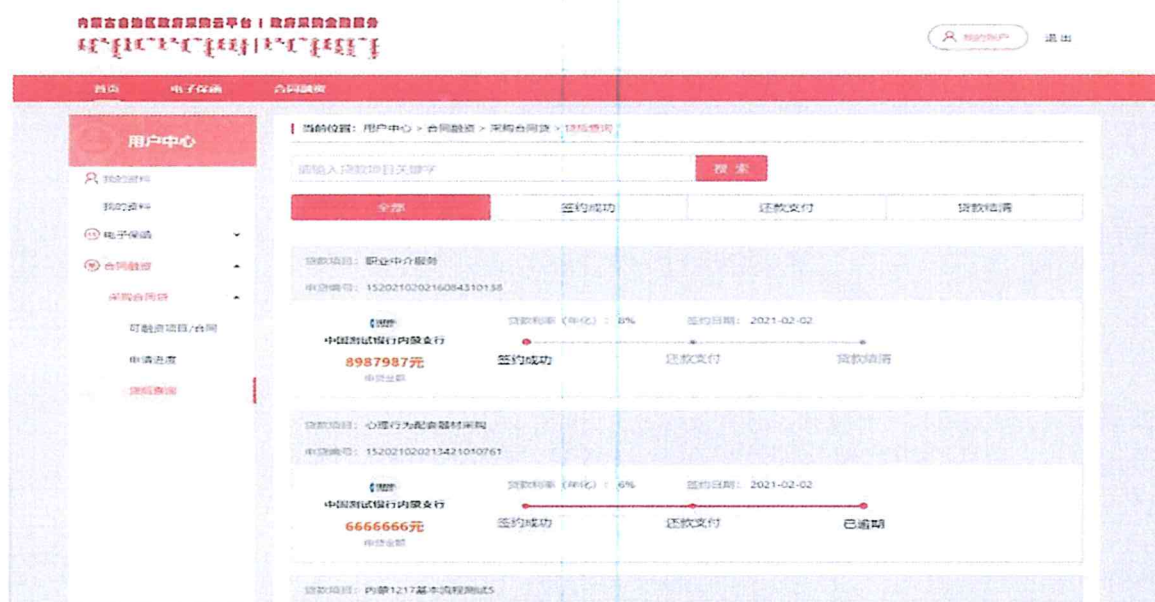 内蒙古自治区政府采购云平台 | 政府采购金融服务
我的账户 退出
首页 电子保函 合同融资
用户中心
我的资料
我的资料
电子保函
合同融资
采购合同贷
可融资项目/合同
申请进度
贷后查询
当前位置：用户中心 > 合同融资 > 采购合同贷 > 贷后查询
请输入贷款项目关键字 搜索
全部 签约成功 还款支付 贷款结清
贷款项目：职业中介服务
申贷编号：152021020216084310138
中国测试银行内蒙支行
8987987元
申贷金额
贷款利率（年化）：8% 签约日期：2021-02-02
签约成功 还款支付 贷款结清
贷款项目：心理行为配套器材采购
申贷编号：152021020213421010761
中国测试银行内蒙支行
6666666元
申贷金额
贷款利率（年化）：6% 签约日期：2021-02-02
签约成功 还款支付 已逾期
贷款项目：内蒙1217基本流程测试5